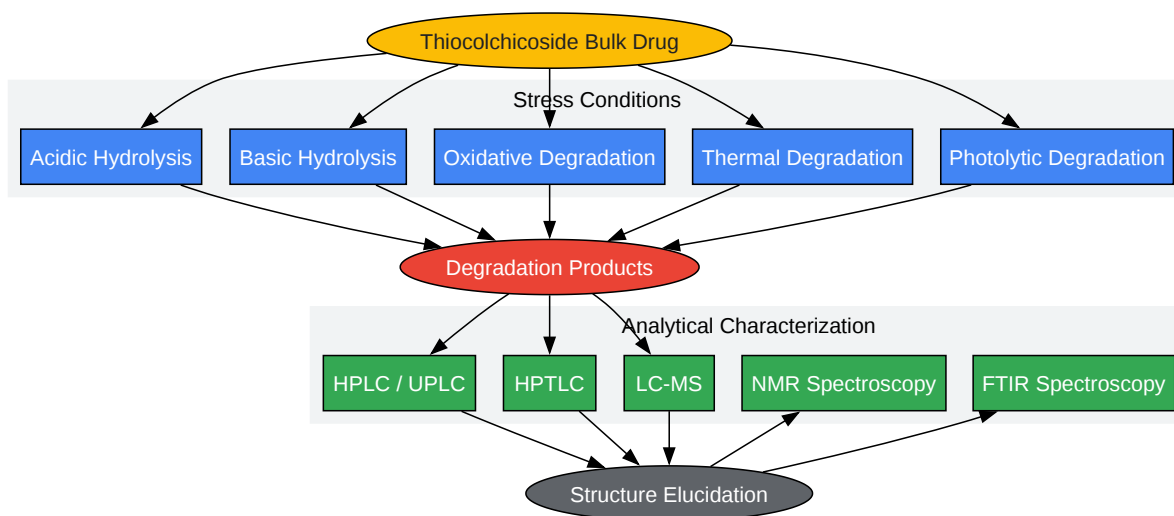 Thiocolchicoside Bulk Drug
Stress Conditions
Acidic Hydrolysis
Basic Hydrolysis
Oxidative Degradation
Thermal Degradation
Photolytic Degradation
Degradation Products
Analytical Characterization
HPLC / UPLC
HPTLC
LC-MS
NMR Spectroscopy
FTIR Spectroscopy
Structure Elucidation